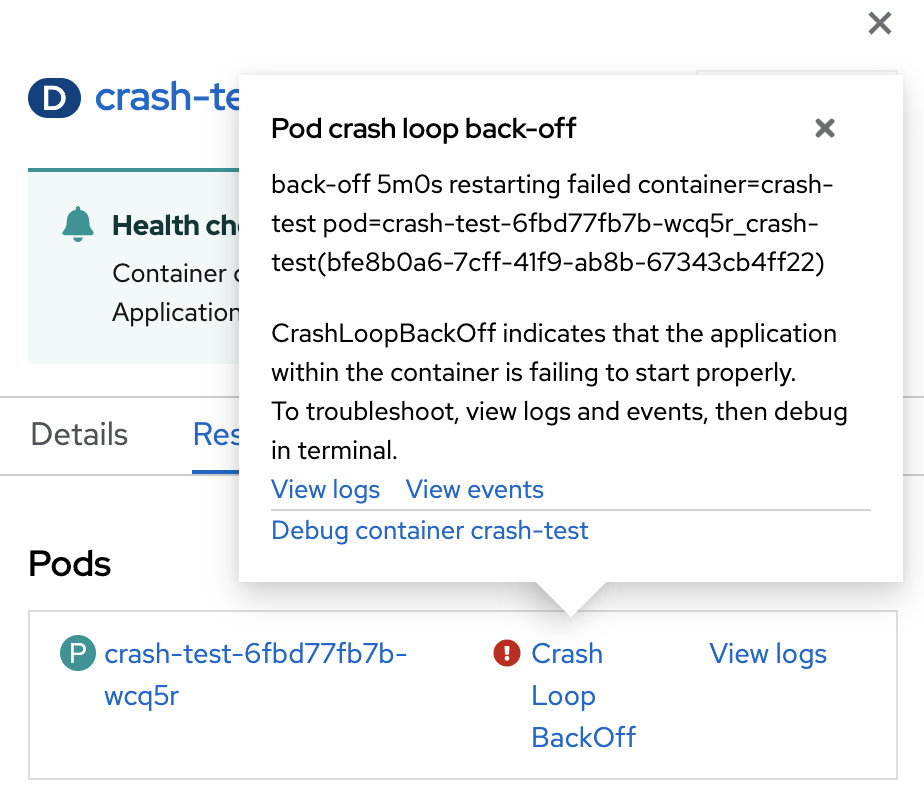 D crash-te
Pod crash loop back-off
back-off 5m0s restarting failed container=crash-
test pod=crash-test-6fbd77fb7b-wcq5r_crash-
test(bfe8b0a6-7cff-41f9-ab8b-67343cb4ff22)
CrashLoopBackOff indicates that the application
within the container is failing to start properly.
To troubleshoot, view logs and events, then debug
in terminal.
View logs View events
Debug container crash-test
Health ch
Container
Application
Details Res
Pods
P crash-test-6fbd77fb7b-
wcq5r
Crash
Loop
BackOff
View logs